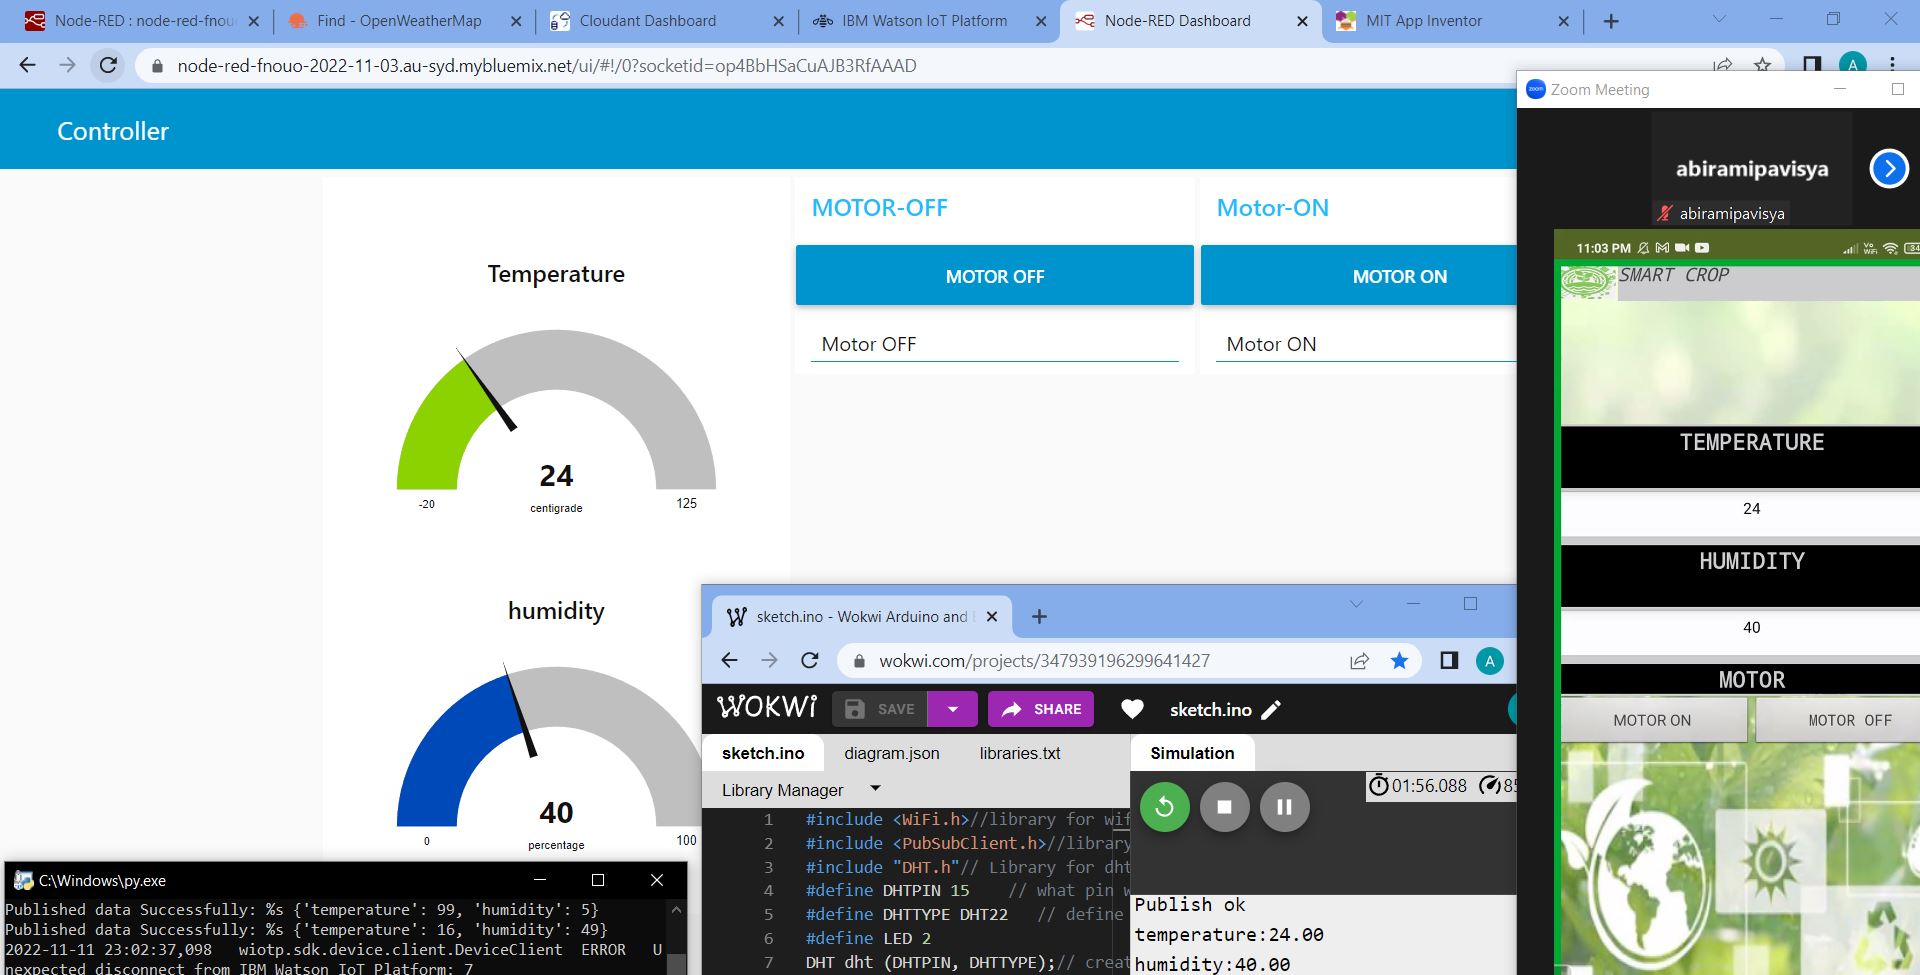 Node-RED : node-red-fnou
Find - OpenWeatherMap
Cloudant Dashboard
IBM Watson IoT Platform
Node-RED Dashboard
MIT App Inventor
node-red-fnouo-2022-11-03.au-syd.mybluemix.net/ui/#!/0?socketid=op4BbHSaCuAJB3RfAAAD
A
Controller
Temperature
24
centigrade
-20
125
humidity
40
percentage
0
100
MOTOR-OFF
MOTOR OFF
Motor OFF
Motor-ON
MOTOR ON
Motor ON
zoom Zoom Meeting
abiramipavisya
abiramipavisya
11:03 PM
Vo
WiFi
34
SMART CROP
TEMPERATURE
24
HUMIDITY
40
MOTOR
MOTOR ON
MOTOR OFF
sketch.ino - Wokwi Arduino and
wokwi.com/projects/347939196299641427
A
WOKWi
SAVE
SHARE
sketch.ino
sketch.ino
diagram.json
libraries.txt
Simulation
Library Manager
01:56.088
85
1 #include <WiFi.h>//library for wif
2 #include <PubSubClient.h>//library
3 #include "DHT.h"// Library for dht
4 #define DHTPIN 15 // what pin w
5 #define DHTTYPE DHT22 // define
6 #define LED 2
7 DHT dht (DHTPIN, DHTTYPE);// creat
Publish ok
temperature:24.00
humidity:40.00
C:\Windows\py.exe
Published data Successfully: %s {'temperature': 99, 'humidity': 5}
Published data Successfully: %s {'temperature': 16, 'humidity': 49}
2022-11-11 23:02:37,098 wiotp.sdk.device.client.DeviceClient ERROR U
nexpected disconnect from IBM Watson IoT Platform: 7